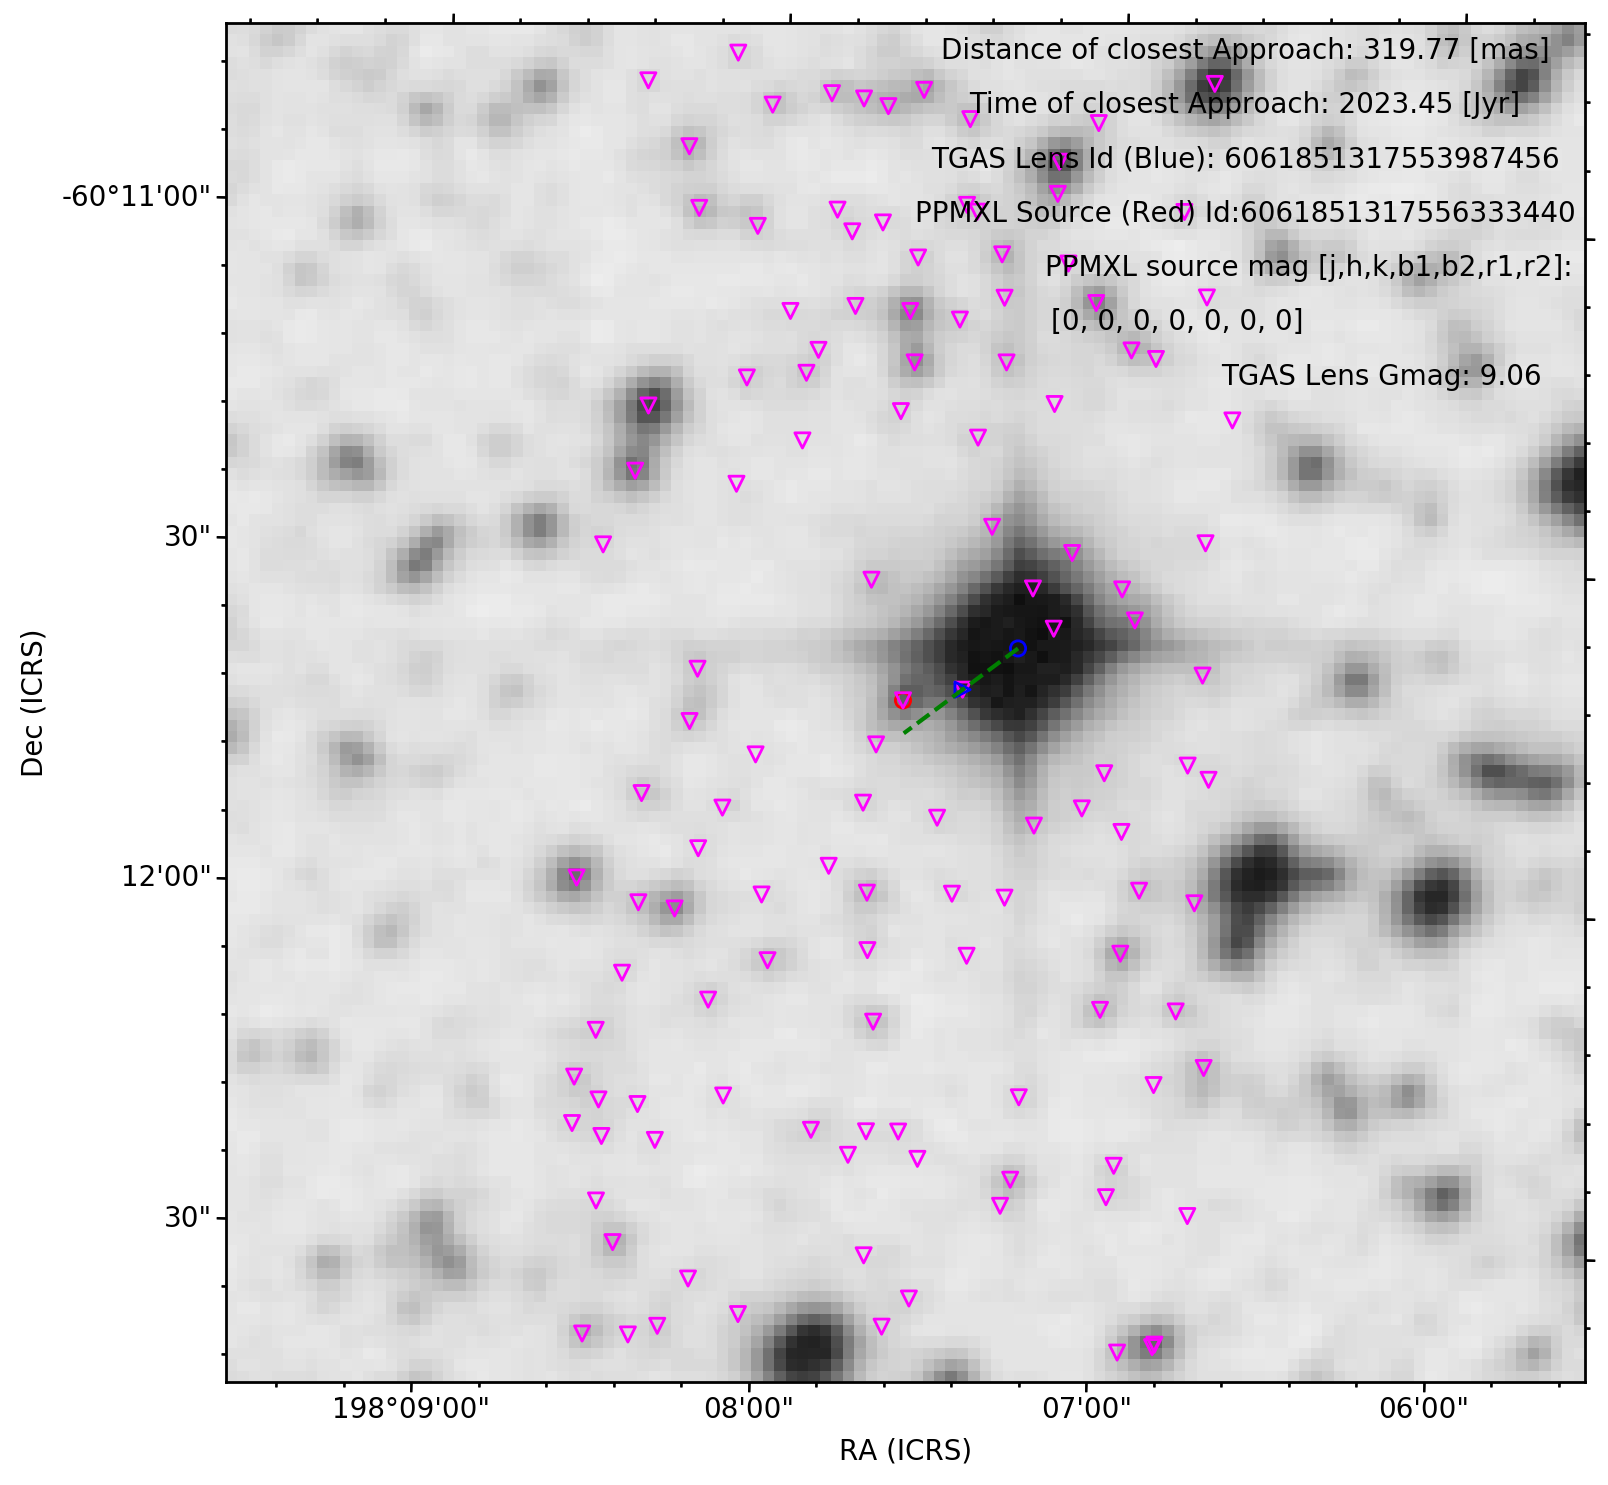 Distance of closest Approach: 319.77 [mas]
Time of closest Approach: 2023.45 [Jyr]
TGAS Lens Id (Blue): 6061851317553987456
PPMXL Source (Red) Id:6061851317556333440
PPMXL source mag [j,h,k,b1,b2,r1,r2]:
[0, 0, 0, 0, 0, 0, 0]
TGAS Lens Gmag: 9.06
-60°11'00"
30"
12'00"
30"
Dec (ICRS)
198°09'00" 08'00" 07'00" 06'00"
RA (ICRS)